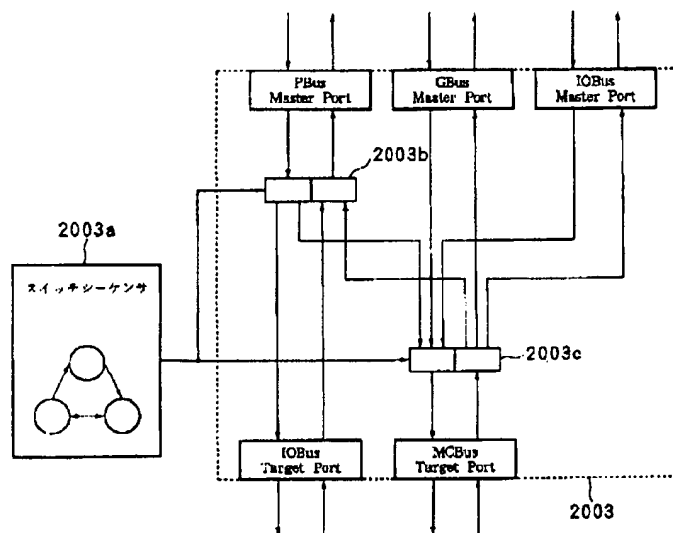 PBus
Master Port
GBus
Master Port
IOBus
Master Port
2003b
2003a
スイッチシーケンサ
2003c
IOBus
Target Port
MCBus
Target Port
2003